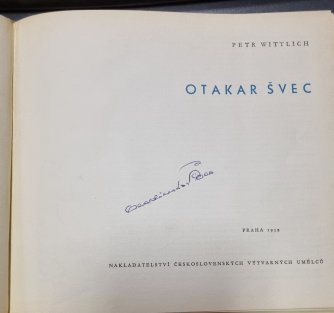 PETR WITTLICH
OTAKAR ŠVEC
PRAHA 1959
NAKLADATELSTVÍ ČESKOSLOVENSKÝCH VÝTVARNÝCH UMĚLCŮ